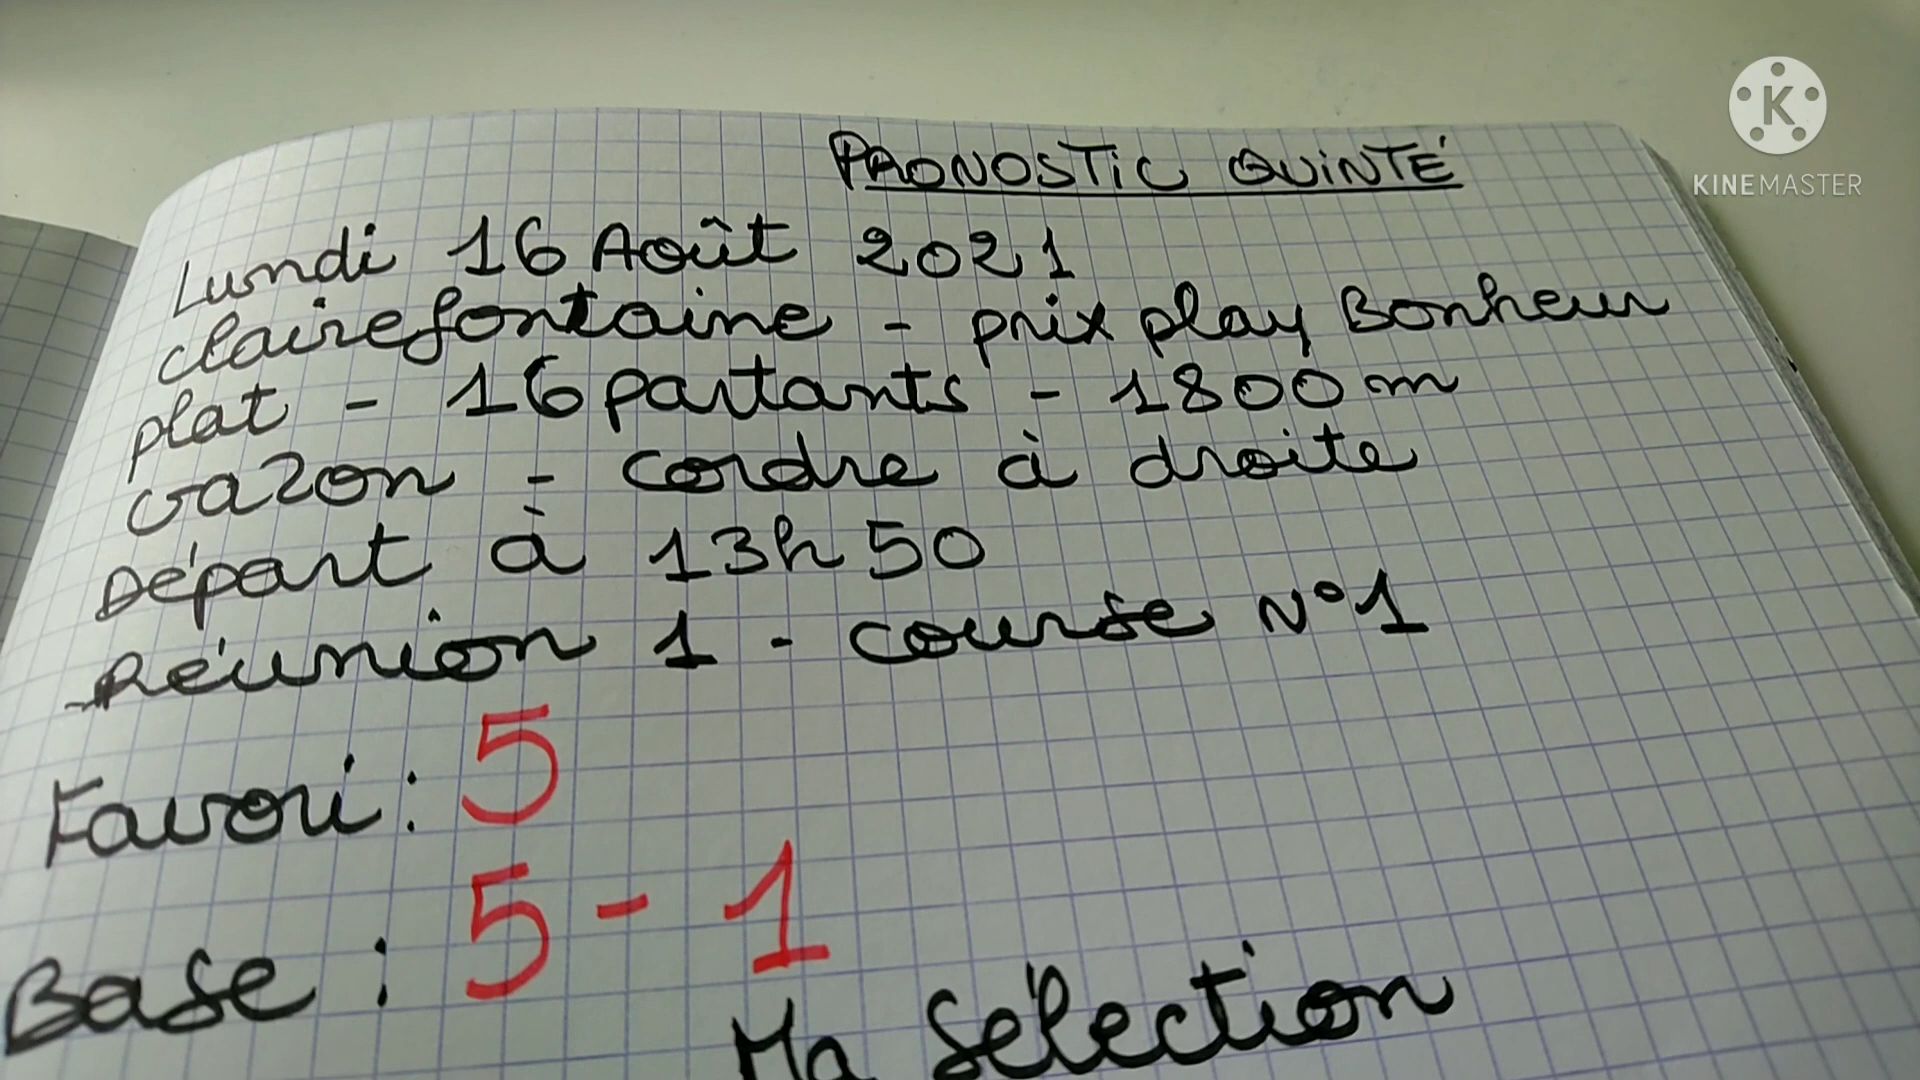 PRONOSTIC QUINTÉ
Lundi 16 Août 2021
clairefontaine - prix play Bonheur
plat - 16 partants - 1800 m
Gazon - cordre à droite
Départ à 13h50
Réunion 1 - course N°1
Favori : 5
Base : 5 - 1
Ma sélection
K
KINEMASTER